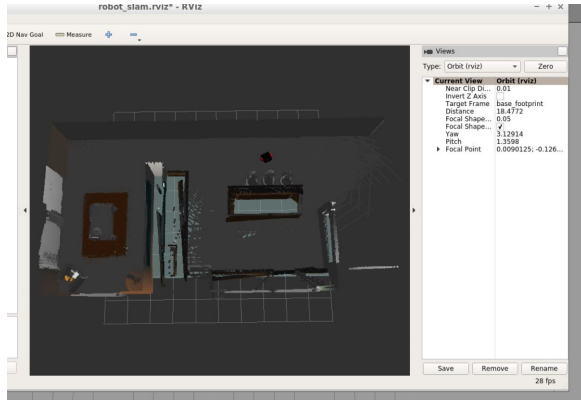 robot_slam.rviz* - RViz
2D Nav Goal Measure
Views
Type: Orbit (rviz) Zero
Current View Orbit (rviz)
Near Clip Di... 0.01
Invert Z Axis
Target Frame base_footprint
Distance 18.4772
Focal Shape... 0.05
Focal Shape... ✓
Yaw 3.12914
Pitch 1.3598
Focal Point 0.0090125; -0.126...
Save Remove Rename
28 fps